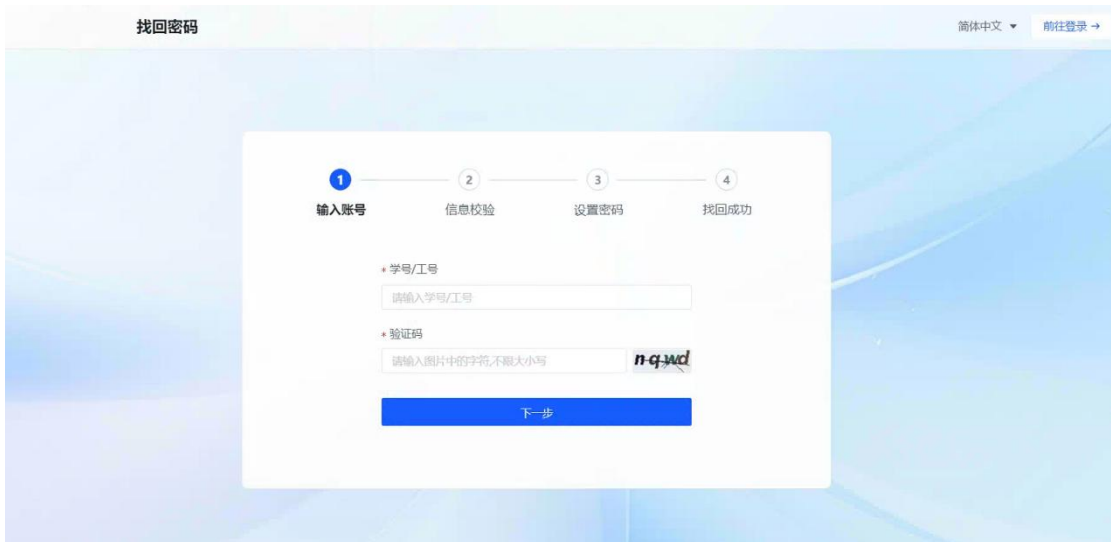 找回密码
简体中文
前往登录 →
1 2 3 4
输入账号 信息校验 设置密码 找回成功
* 学号/工号
请输入学号/工号
* 验证码
请输入图片中的字符,不限大小写
nqwd
下一步